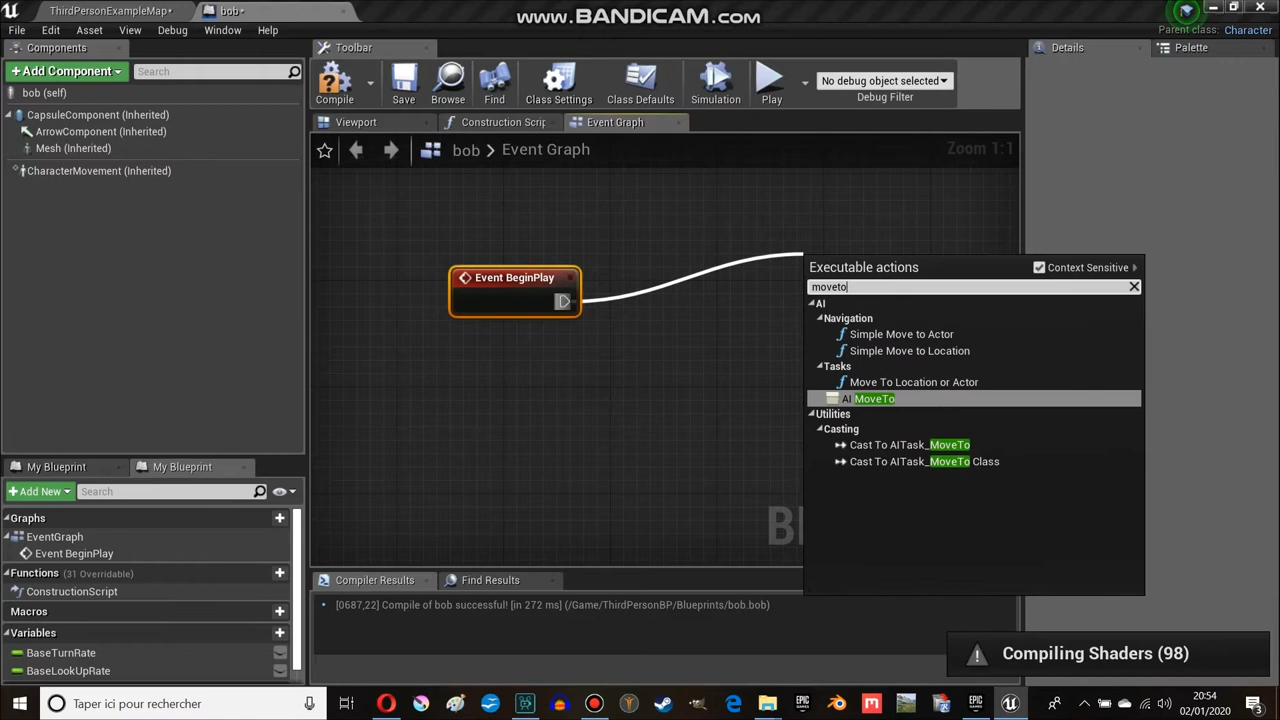 ThirdPersonExampleMap*
bob*
www.BANDICAM.com
File Edit Asset View Debug Window Help
Parent class: Character
Components
Toolbar
Details
Palette
+Add Component
Search
Compile
Save
Browse
Find
Class Settings
Class Defaults
Simulation
Play
No debug object selected
Debug Filter
bob (self)
CapsuleComponent (Inherited)
ArrowComponent (Inherited)
Mesh (Inherited)
CharacterMovement (Inherited)
Viewport
Construction Scrip
Event Graph
bob > Event Graph
Zoom 1:1
Event BeginPlay
Executable actions
Context Sensitive
moveto
AI
Navigation
Simple Move to Actor
Simple Move to Location
Tasks
Move To Location or Actor
AI MoveTo
Utilities
Casting
Cast To AITask_MoveTo
Cast To AITask_MoveTo Class
My Blueprint
My Blueprint
+Add New
Search
Graphs
EventGraph
Event BeginPlay
Functions (31 Overridable)
ConstructionScript
Macros
Variables
BaseTurnRate
BaseLookUpRate
BL
Compiler Results
Find Results
[0687,22] Compile of bob successful! [in 272 ms] (/Game/ThirdPersonBP/Blueprints/bob.bob)
Compiling Shaders (98)
Taper ici pour rechercher
20:54
02/01/2020